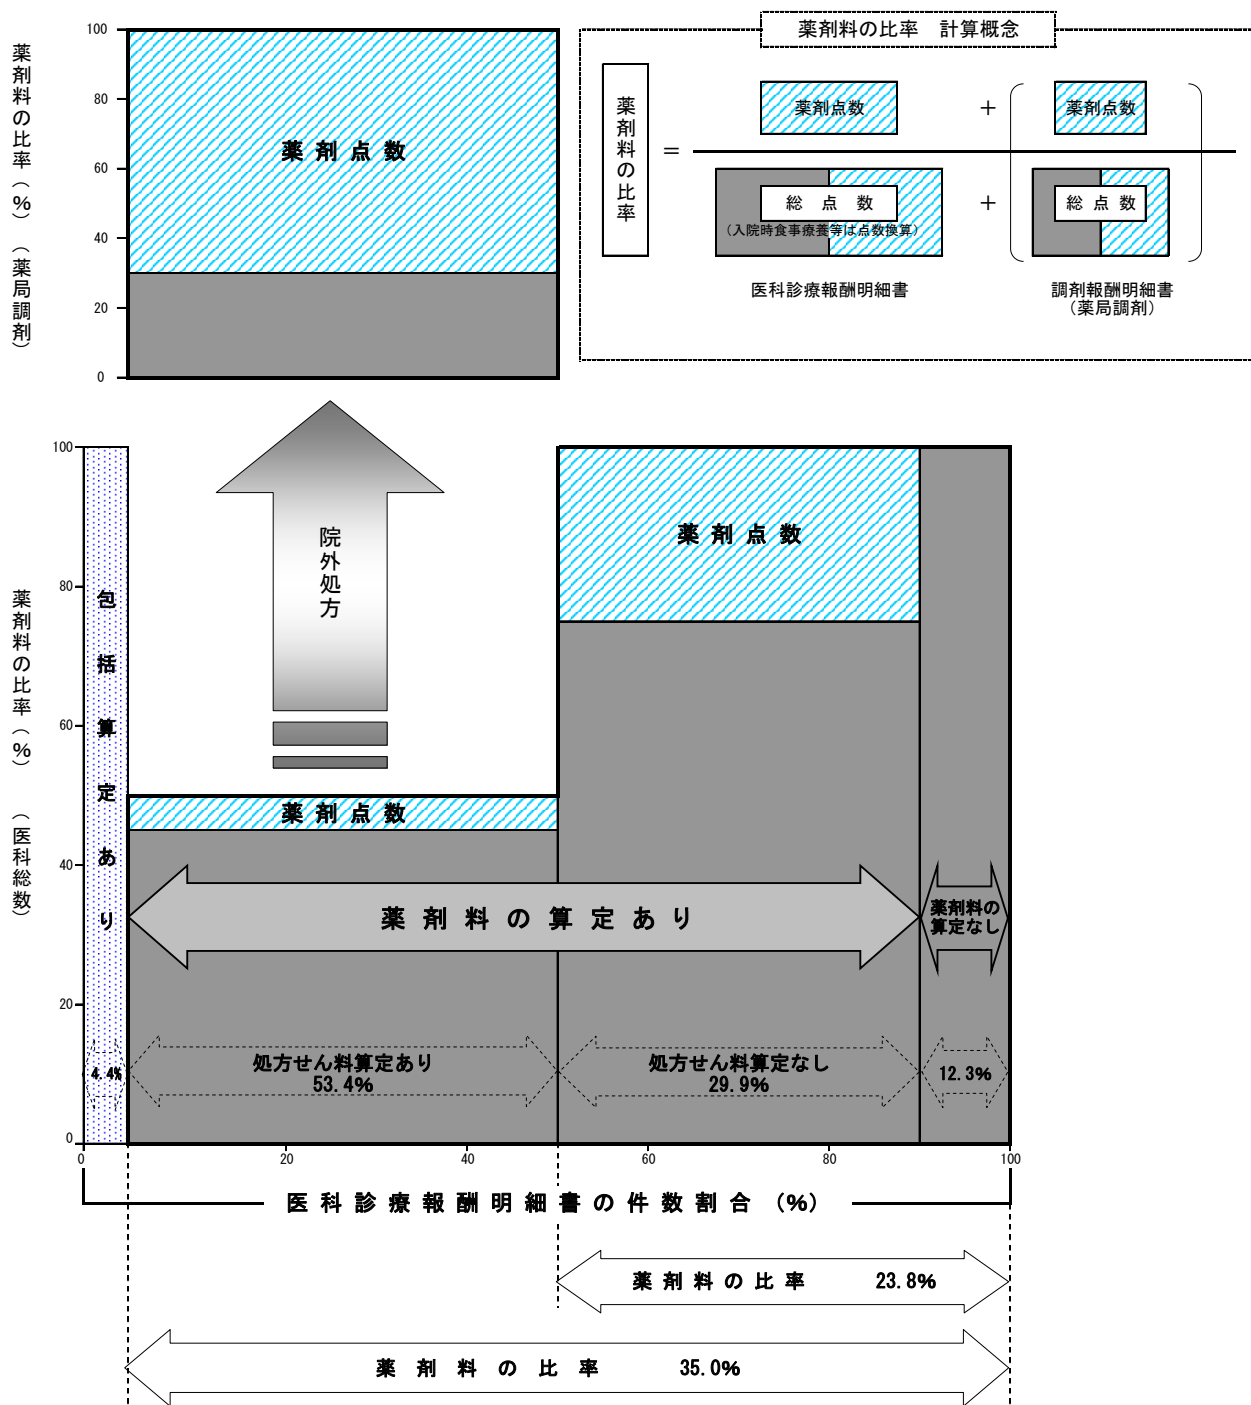 薬剤料の比率（%）（薬局調剤）
100
80
60
40
20
0
薬剤点数
薬剤料の比率　計算概念
薬剤料の比率
＝
薬剤点数
＋
薬剤点数
総点数
（入院時食事療養等は点数換算）
＋
総点数
医科診療報酬明細書
調剤報酬明細書
（薬局調剤）
薬剤料の比率（%）（医科総数）
100
80
60
40
20
0
包括算定あり
院外処方
薬剤点数
薬剤点数
薬剤料の算定あり
薬剤料の
算定なし
4.4%
処方せん料算定あり
53.4%
処方せん料算定なし
29.9%
12.3%
0
20
40
60
80
100
医科診療報酬明細書の件数割合（%）
薬剤料の比率　23.8%
薬剤料の比率　35.0%